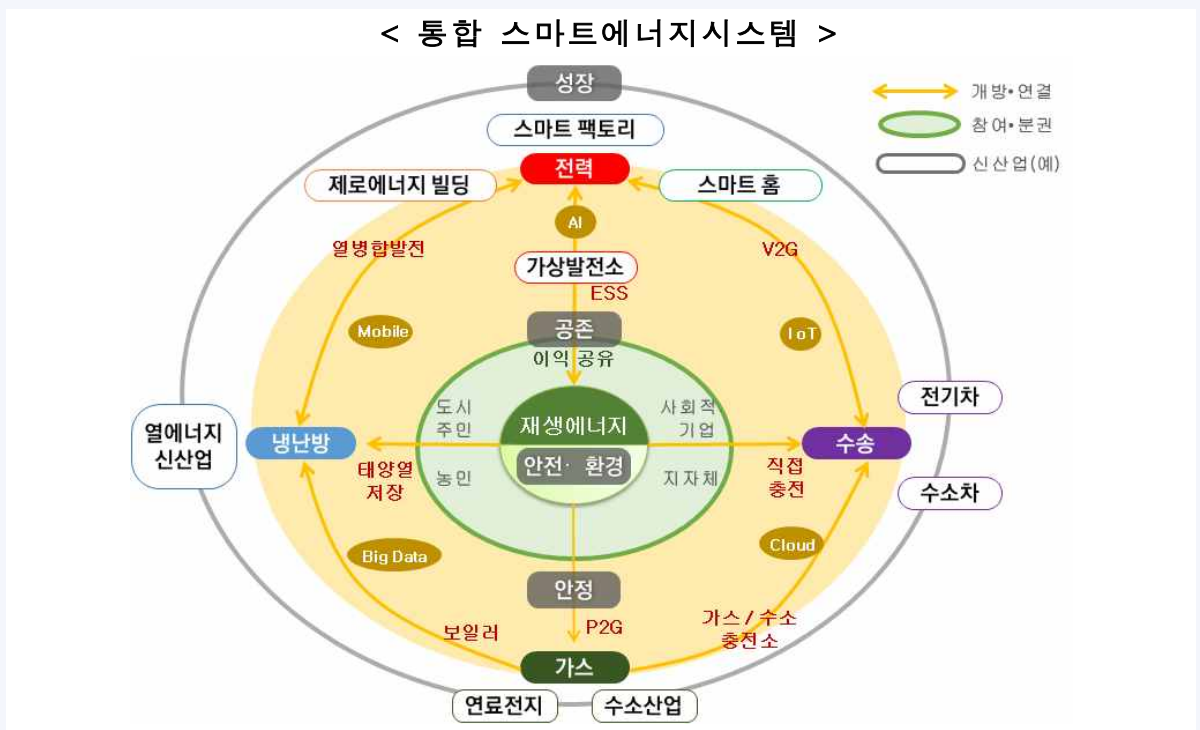 < 통합 스마트에너지시스템 >
성장
개방•연결
스마트 팩토리
참여•분권
전력
신산업(예)
제로에너지 빌딩
스마트 홈
AI
열병합발전
V2G
가상발전소
ESS
Mobile
공존
IoT
이익 공유
전기차
도시
주민
사회적
기업
재생에너지
열에너지
신산업
냉난방
수송
안전· 환경
태양열
저장
농민
지자체
직접
충전
수소차
Big Data
Cloud
안정
보일러
P2G
가스 / 수소
충전소
가스
연료전지
수소산업